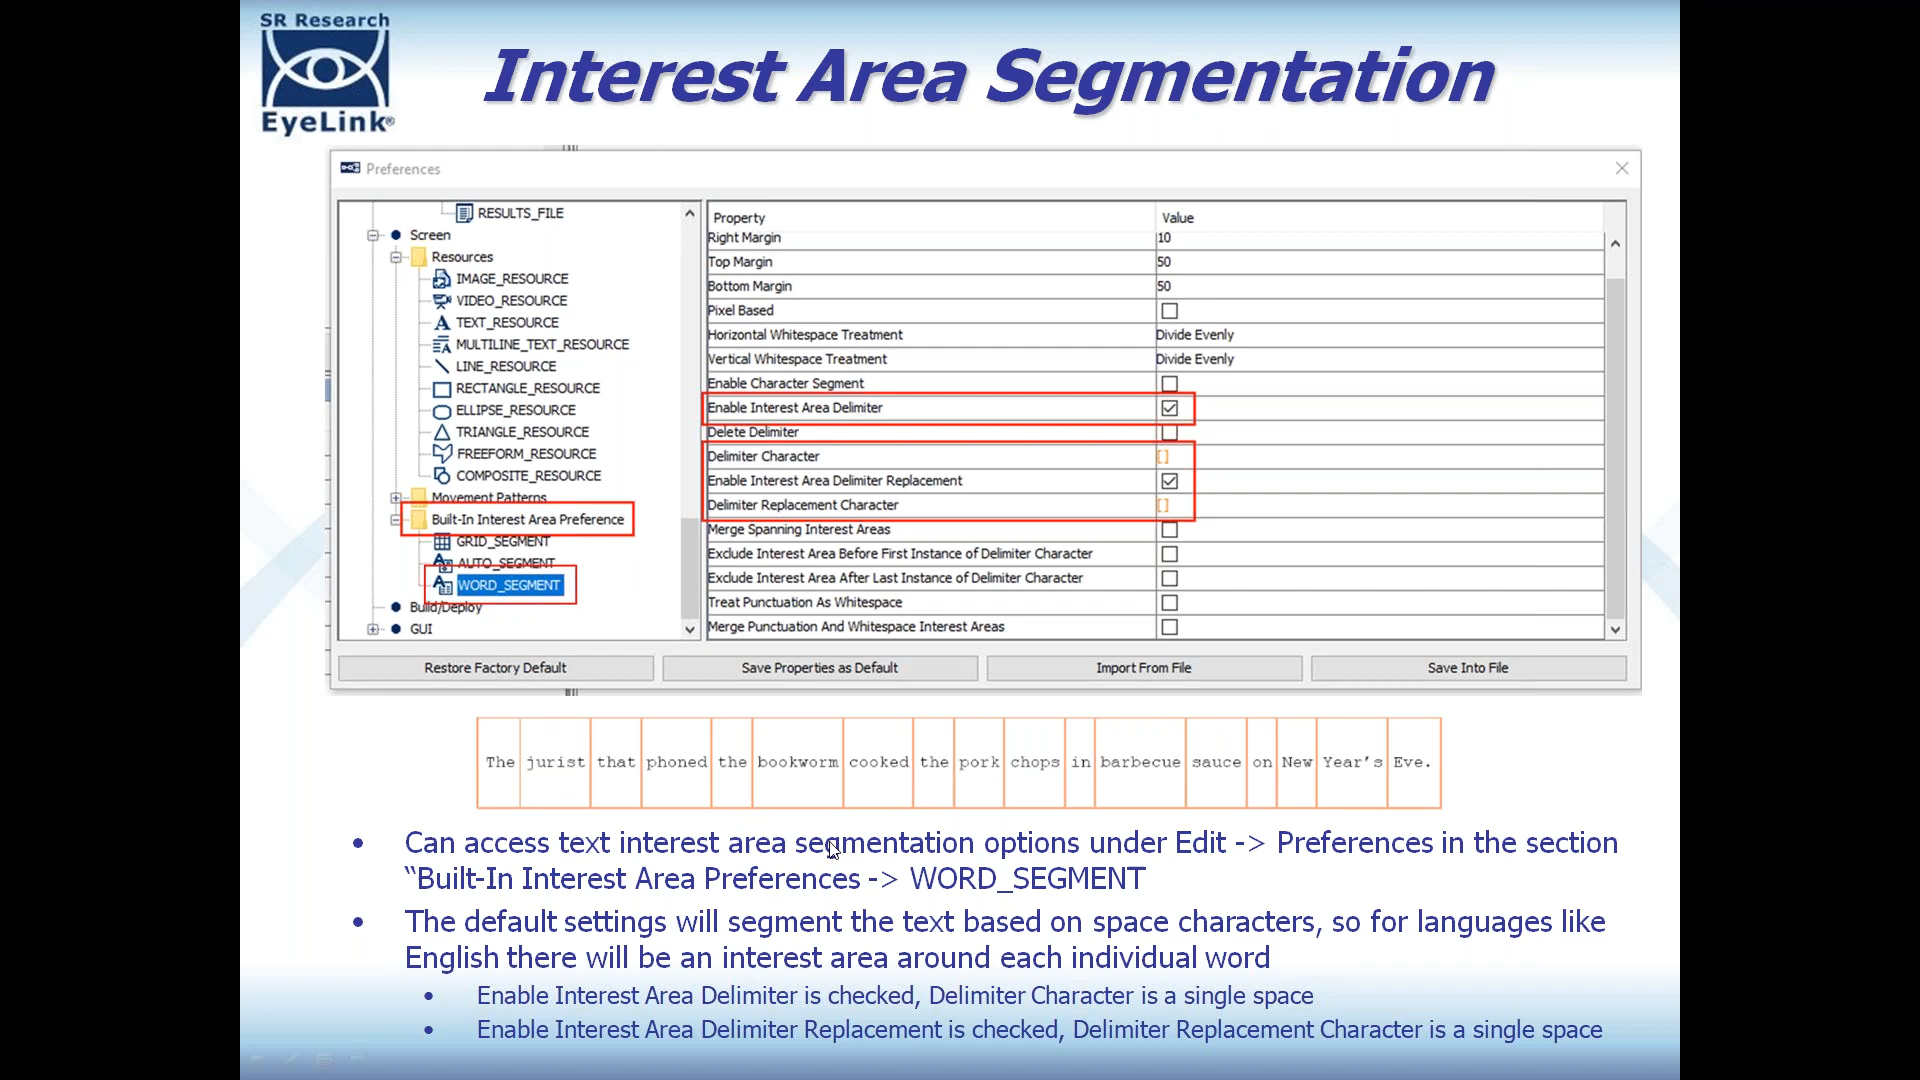 SR Research
EyeLink®
Interest Area Segmentation
Preferences
RESULTS_FILE
Screen
Resources
IMAGE_RESOURCE
VIDEO_RESOURCE
TEXT_RESOURCE
MULTILINE_TEXT_RESOURCE
LINE_RESOURCE
RECTANGLE_RESOURCE
ELLIPSE_RESOURCE
TRIANGLE_RESOURCE
FREEFORM_RESOURCE
COMPOSITE_RESOURCE
Movement Patterns
Built-In Interest Area Preference
GRID_SEGMENT
AUTO_SEGMENT
WORD_SEGMENT
Build/Deploy
GUI
Property Value
Right Margin 10
Top Margin 50
Bottom Margin 50
Pixel Based
Horizontal Whitespace Treatment Divide Evenly
Vertical Whitespace Treatment Divide Evenly
Enable Character Segment
Enable Interest Area Delimiter
Delete Delimiter
Delimiter Character [ ]
Enable Interest Area Delimiter Replacement
Delimiter Replacement Character [ ]
Merge Spanning Interest Areas
Exclude Interest Area Before First Instance of Delimiter Character
Exclude Interest Area After Last Instance of Delimiter Character
Treat Punctuation As Whitespace
Merge Punctuation And Whitespace Interest Areas
Restore Factory Default Save Properties as Default Import From File Save Into File
The jurist that phoned the bookworm cooked the pork chops in barbecue sauce on New Year's Eve.
• Can access text interest area segmentation options under Edit -> Preferences in the section
“Built-In Interest Area Preferences -> WORD_SEGMENT
• The default settings will segment the text based on space characters, so for languages like
English there will be an interest area around each individual word
• Enable Interest Area Delimiter is checked, Delimiter Character is a single space
• Enable Interest Area Delimiter Replacement is checked, Delimiter Replacement Character is a single space